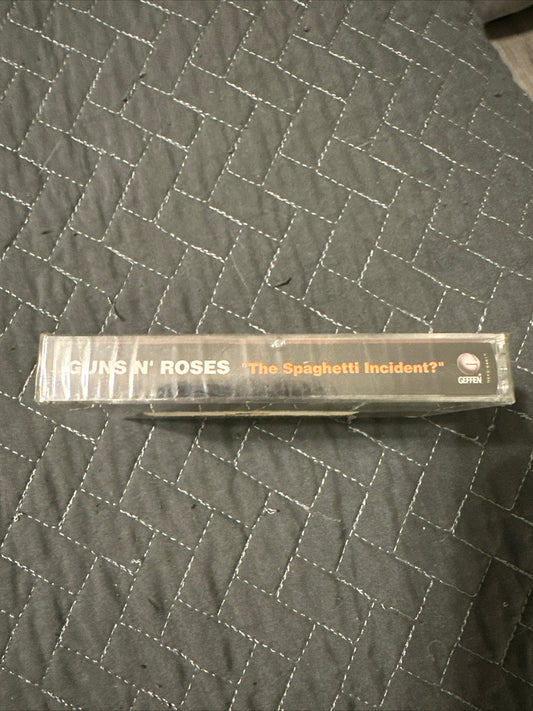 GUNS N' ROSES "The Spaghetti Incident?"
GEFFEN